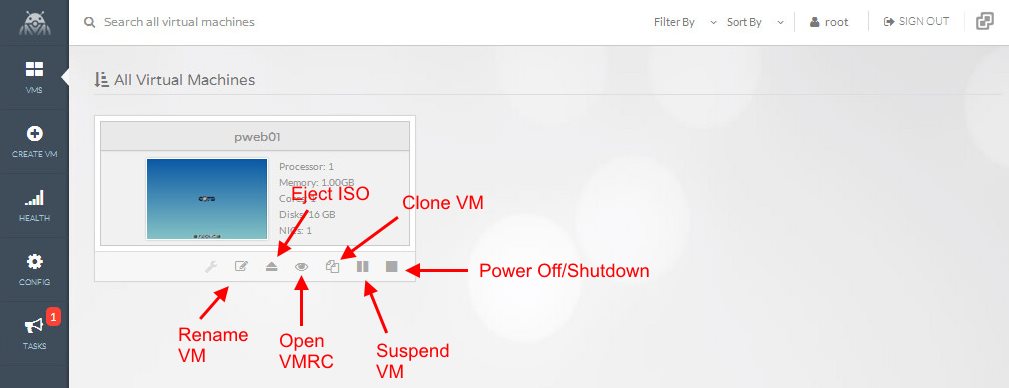 Search all virtual machines
Filter By
Sort By
root
SIGN OUT
VMS
CREATE VM
HEALTH
CONFIG
1
TASKS
All Virtual Machines
pweb01
Processor: 1
Memory: 1.00GB
Cores: 1
Disks: 16 GB
NICs: 1
Eject ISO
Clone VM
Power Off/Shutdown
Rename
VM
Open
VMRC
Suspend
VM